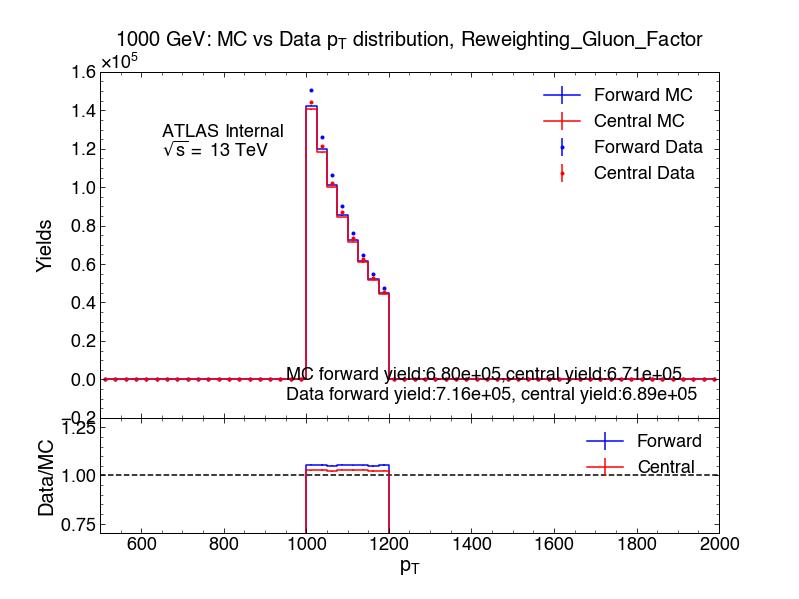 1000 GeV: MC vs Data pT distribution, Reweighting_Gluon_Factor
×10⁵
1.6
1.4
1.2
1.0
0.8
0.6
0.4
0.2
0.0
−0.2
Yields
ATLAS Internal
√s = 13 TeV
Forward MC
Central MC
Forward Data
Central Data
MC forward yield:6.80e+05 central yield:6.71e+05
Data forward yield:7.16e+05, central yield:6.89e+05
1.25
1.00
0.75
Data/MC
Forward
Central
600 800 1000 1200 1400 1600 1800 2000
pT